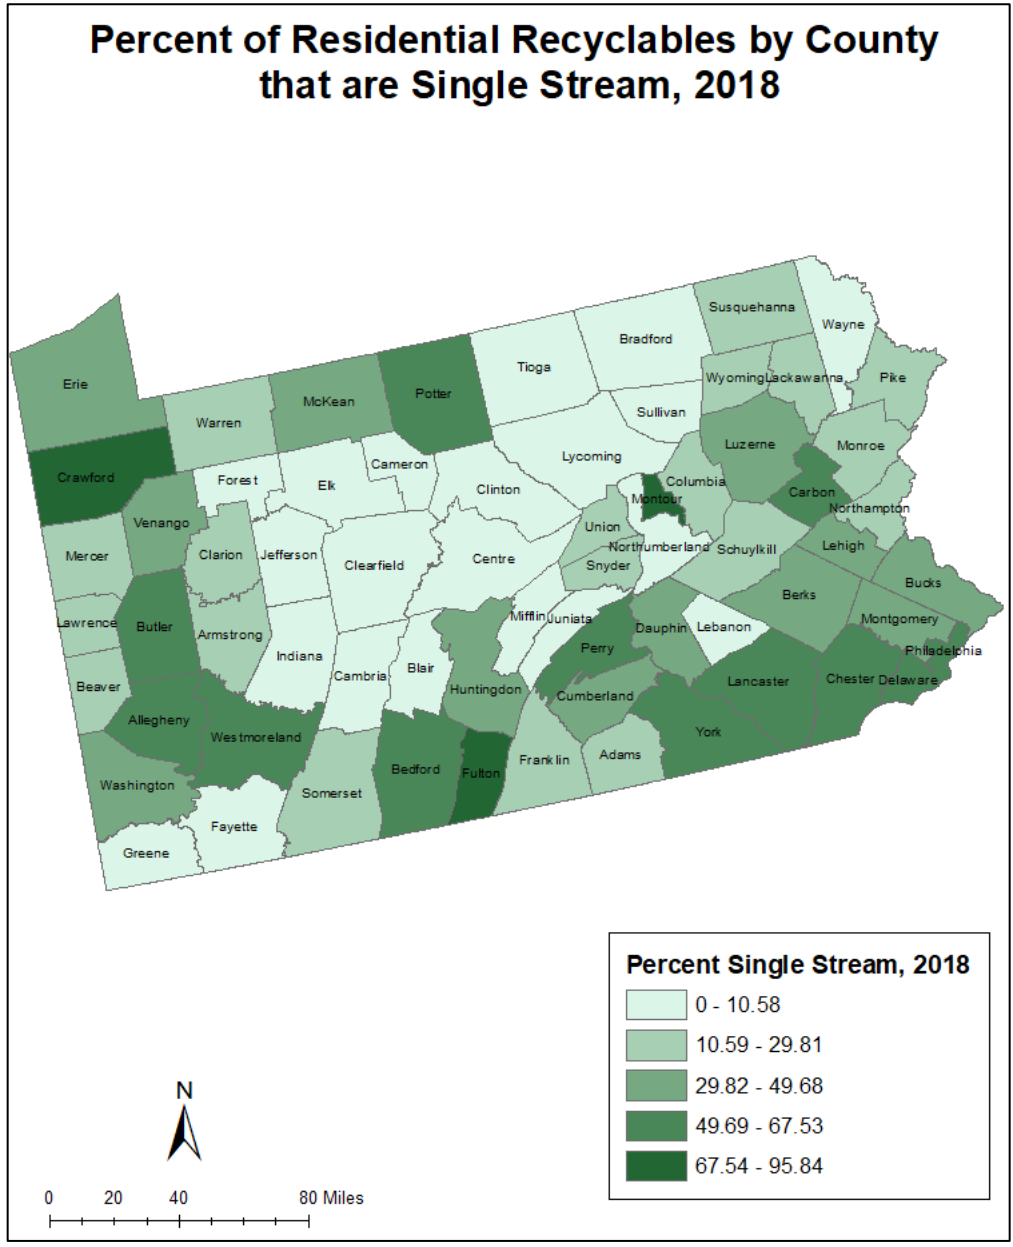 Percent of Residential Recyclables by County
that are Single Stream, 2018
Susquehanna
Wayne
Bradford
Tioga
Erie
Wyoming
Lackawanna
Pike
McKean
Potter
Sullivan
Warren
Luzerne
Monroe
Lycoming
Cameron
Crawford
Forest
Elk
Clinton
Columbia
Carbon
Montour
Northampton
Venango
Union
Northumberland
Schuylkill
Lehigh
Mercer
Clarion
Jefferson
Clearfield
Centre
Snyder
Bucks
Berks
Lawrence
Butler
Armstrong
Mifflin
Juniata
Dauphin
Lebanon
Montgomery
Indiana
Perry
Philadelphia
Blair
Cambria
Beaver
Huntingdon
Cumberland
Lancaster
Chester
Delaware
Allegheny
Westmoreland
York
Bedford
Fulton
Franklin
Adams
Washington
Somerset
Fayette
Greene
Percent Single Stream, 2018
0 - 10.58
10.59 - 29.81
29.82 - 49.68
49.69 - 67.53
67.54 - 95.84
N
0 20 40 80 Miles